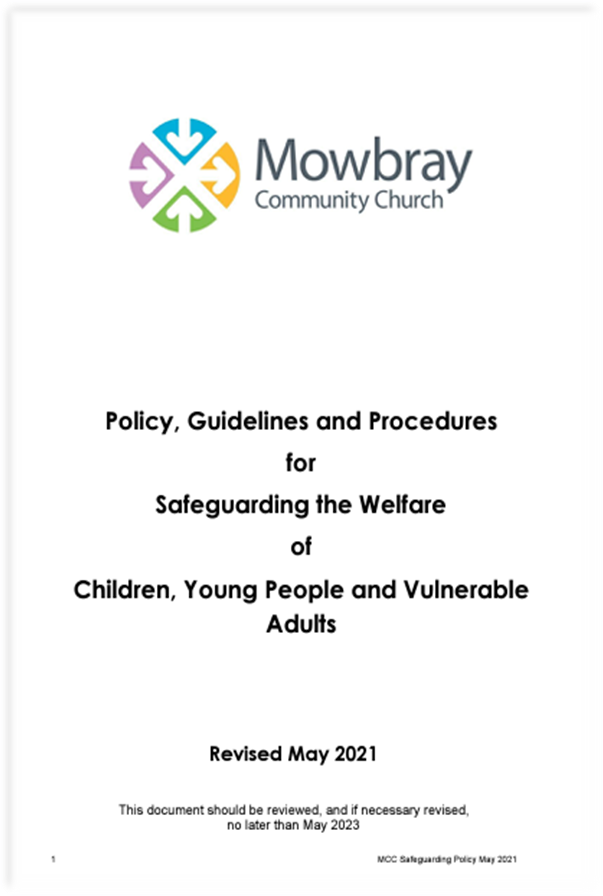 Mowbray
Community Church
Policy, Guidelines and Procedures
for
Safeguarding the Welfare
of
Children, Young People and Vulnerable
Adults
Revised May 2021
This document should be reviewed, and if necessary revised,
no later than May 2023
1 MCC Safeguarding Policy May 2021